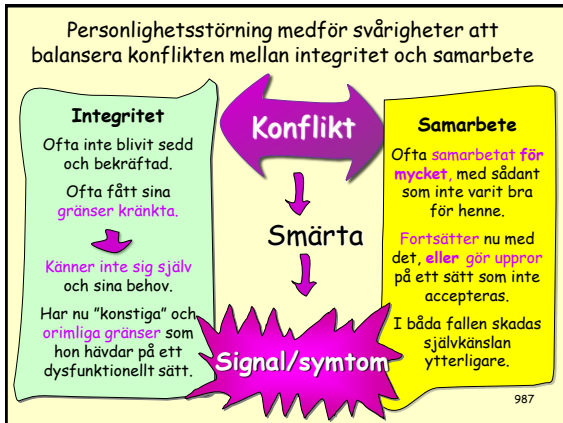 Personlighetsstörning medför svårigheter att
balansera konflikten mellan integritet och samarbete
Integritet
Ofta inte blivit sedd
och bekräftad.
Ofta fått sina
gränser kränkta.
Känner inte sig själv
och sina behov.
Har nu "konstiga" och
orimliga gränser som
hon hävdar på ett
dysfunktionellt sätt.
Konflikt
Smärta
Signal/symtom
Samarbete
Ofta samarbetat för
mycket, med sådant
som inte varit bra
för henne.
Fortsätter nu med
det, eller gör uppror
på ett sätt som inte
accepteras.
I båda fallen skadas
självkänslan
ytterligare.
987